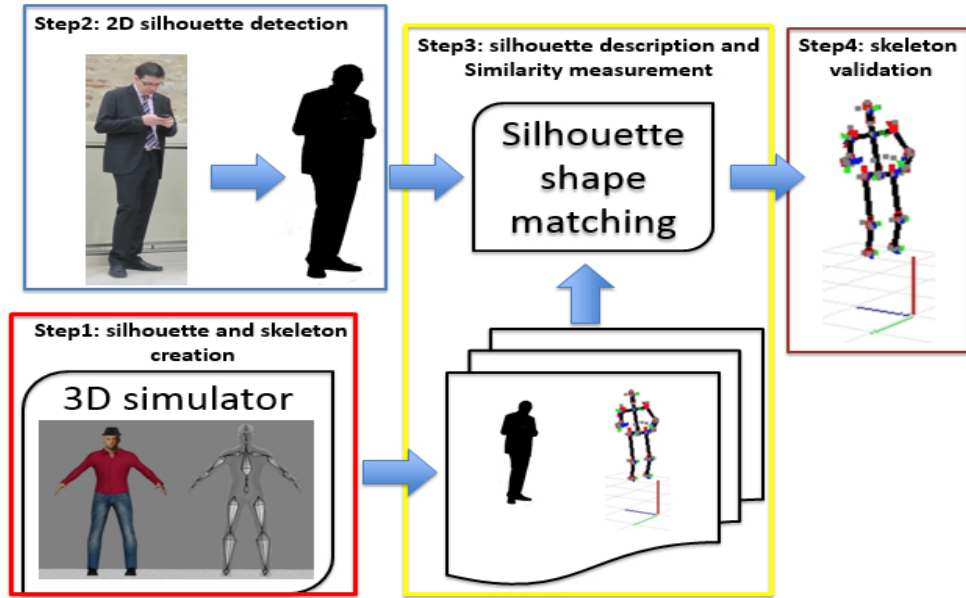 Step2: 2D silhouette detection
Step3: silhouette description and
Similarity measurement
Silhouette
shape
matching
Step4: skeleton
validation
Step1: silhouette and skeleton
creation
3D simulator